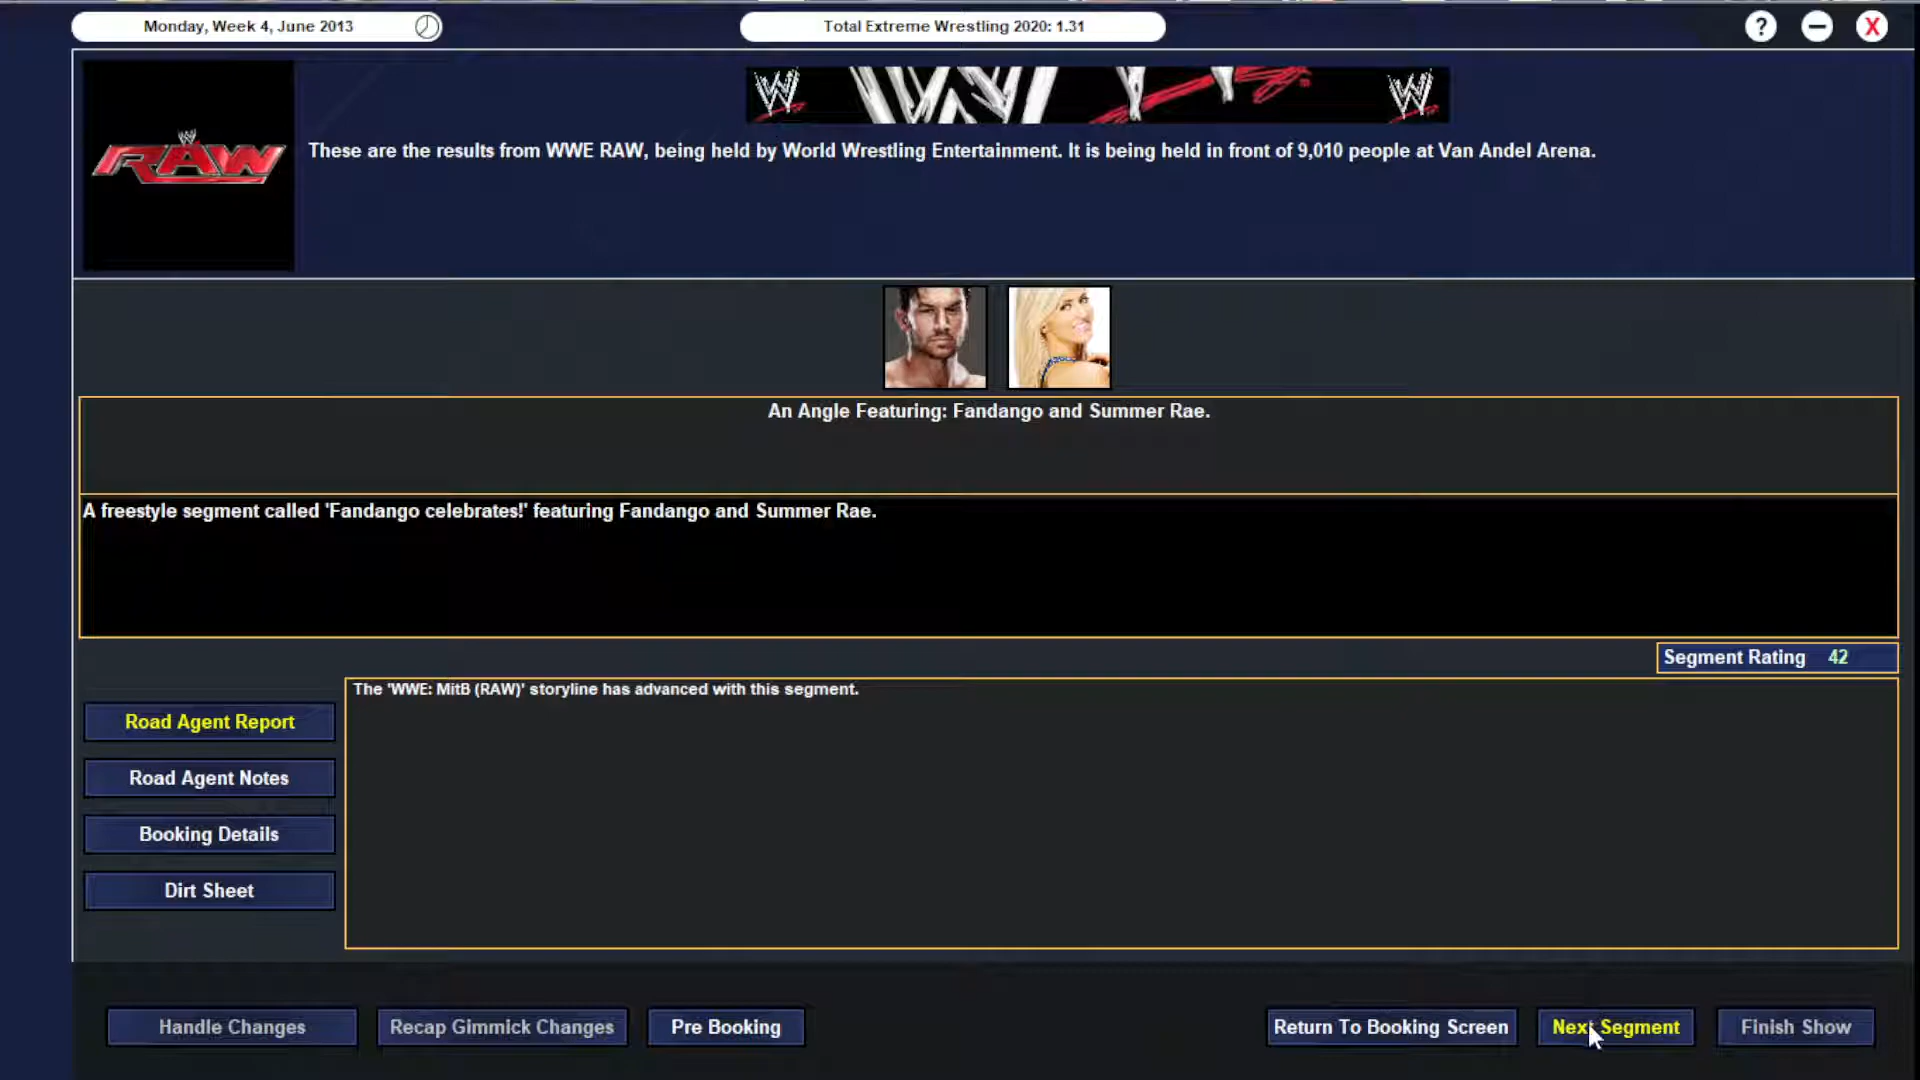 Monday, Week 4, June 2013
Total Extreme Wrestling 2020: 1.31
?
X
W
W
W
RAW
These are the results from WWE RAW, being held by World Wrestling Entertainment. It is being held in front of 9,010 people at Van Andel Arena.
An Angle Featuring: Fandango and Summer Rae.
A freestyle segment called 'Fandango celebrates!' featuring Fandango and Summer Rae.
Segment Rating 42
The 'WWE: MitB (RAW)' storyline has advanced with this segment.
Road Agent Report
Road Agent Notes
Booking Details
Dirt Sheet
Handle Changes
Recap Gimmick Changes
Pre Booking
Return To Booking Screen
Next Segment
Finish Show